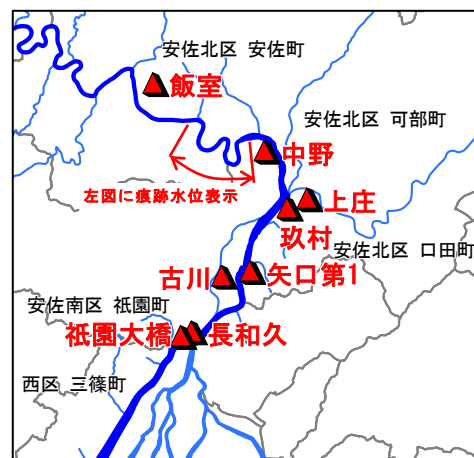 安佐北区 安佐町
飯室
安佐北区 可部町
中野
左図に痕跡水位表示
上庄
玖村
安佐北区 口田町
古川
矢口第1
安佐南区 祇園町
祇園大橋
長和久
西区 三篠町